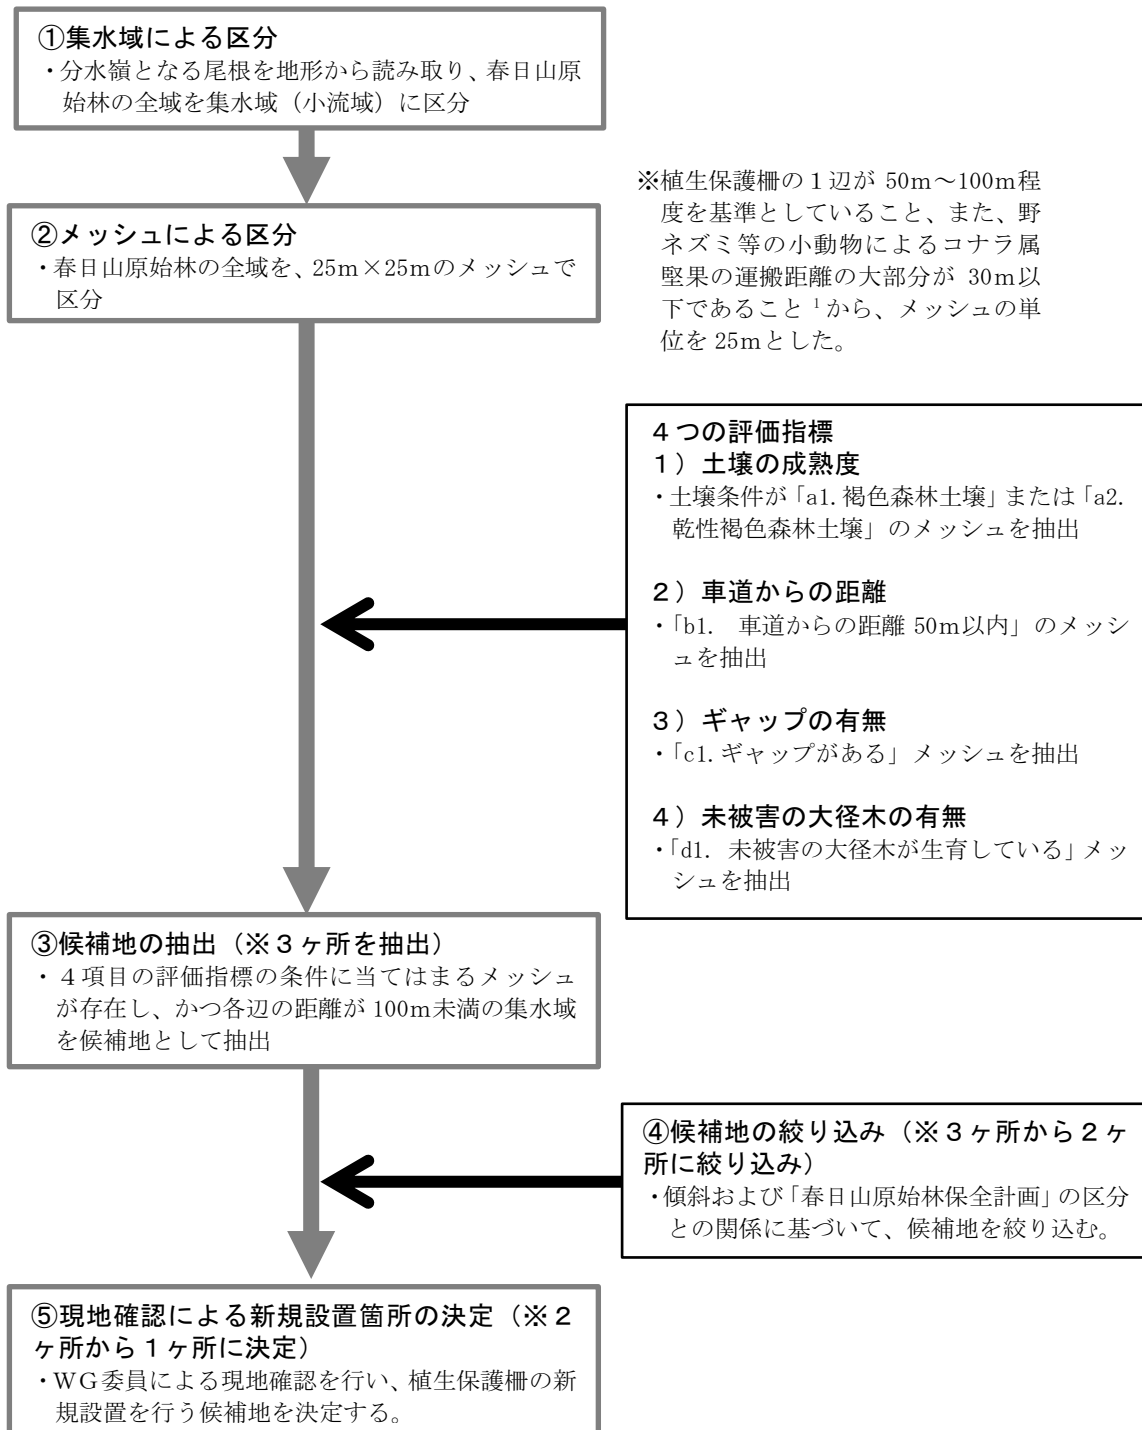 ①集水域による区分
・分水嶺となる尾根を地形から読み取り、春日山原
始林の全域を集水域（小流域）に区分
②メッシュによる区分
・春日山原始林の全域を、25m×25mのメッシュで
区分
※植生保護柵の１辺が 50m～100m程
度を基準としていること、また、野
ネズミ等の小動物によるコナラ属
堅果の運搬距離の大部分が 30m以
下であること 1から、メッシュの単
位を 25mとした。
４つの評価指標
１）土壌の成熟度
・土壌条件が「a1.褐色森林土壌」または「a2.
乾性褐色森林土壌」のメッシュを抽出
２）車道からの距離
・「b1. 車道からの距離 50m以内」のメッシ
ュを抽出
３）ギャップの有無
・「c1.ギャップがある」メッシュを抽出
４）未被害の大径木の有無
・「d1. 未被害の大径木が生育している」メッ
シュを抽出
③候補地の抽出（※３ヶ所を抽出）
・４項目の評価指標の条件に当てはまるメッシュ
が存在し、かつ各辺の距離が 100m未満の集水域
を候補地として抽出
④候補地の絞り込み（※３ヶ所から２ヶ
所に絞り込み）
・傾斜および「春日山原始林保全計画」の区分
との関係に基づいて、候補地を絞り込む。
⑤現地確認による新規設置箇所の決定（※２
ヶ所から１ヶ所に決定）
・ＷＧ委員による現地確認を行い、植生保護柵の新
規設置を行う候補地を決定する。